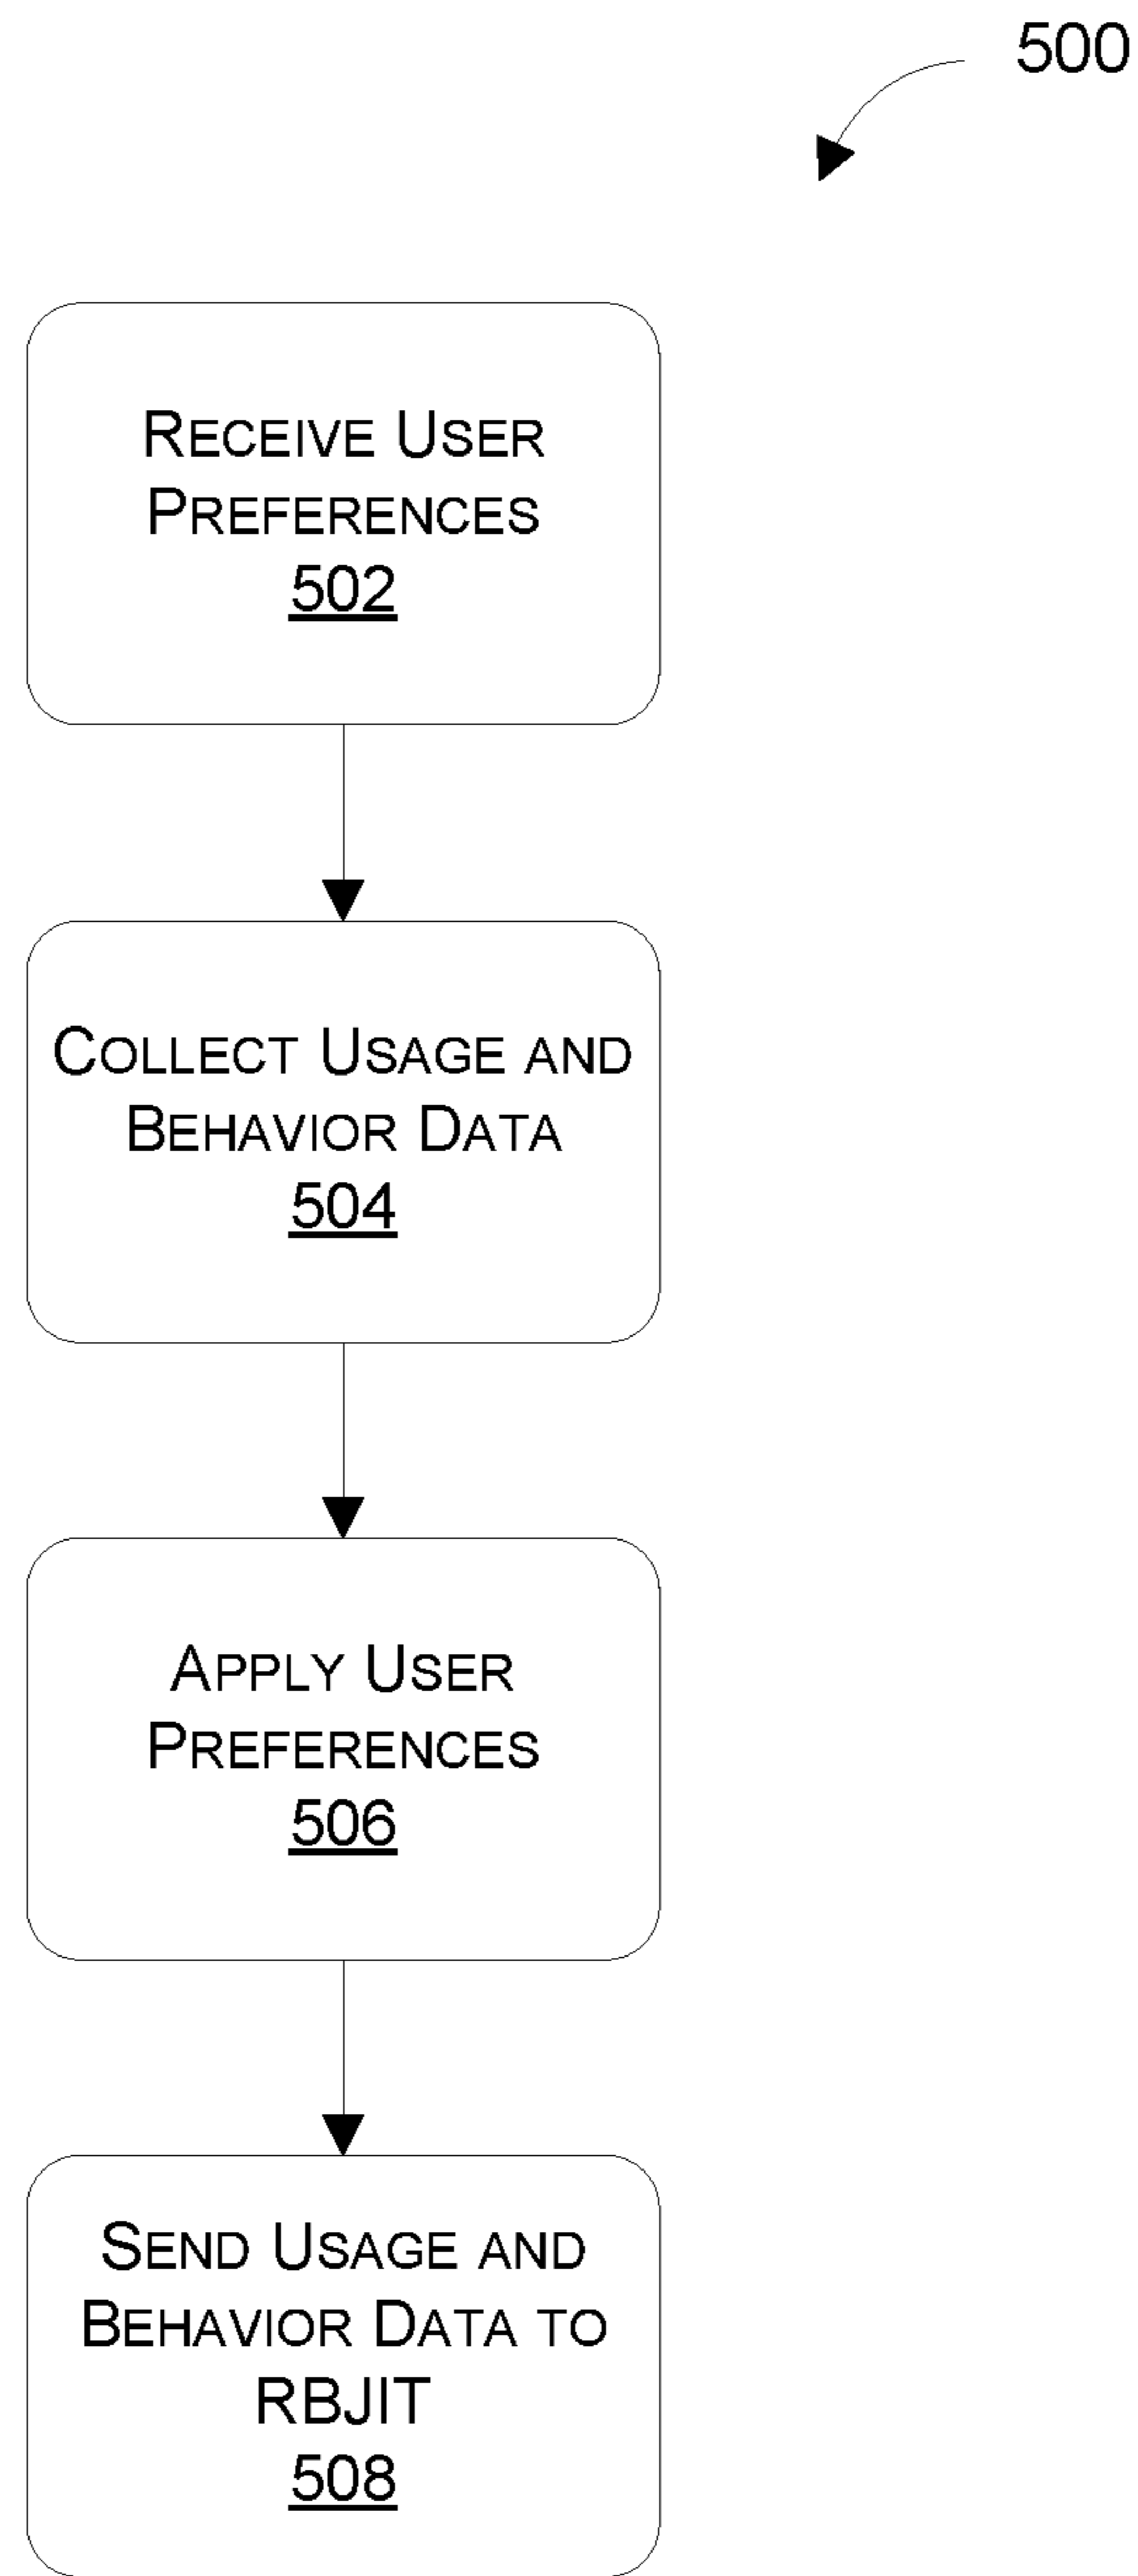 500
RECEIVE USER
PREFERENCES
502
COLLECT USAGE AND
BEHAVIOR DATA
504
APPLY USER
PREFERENCES
506
SEND USAGE AND
BEHAVIOR DATA TO
RBJIT
508